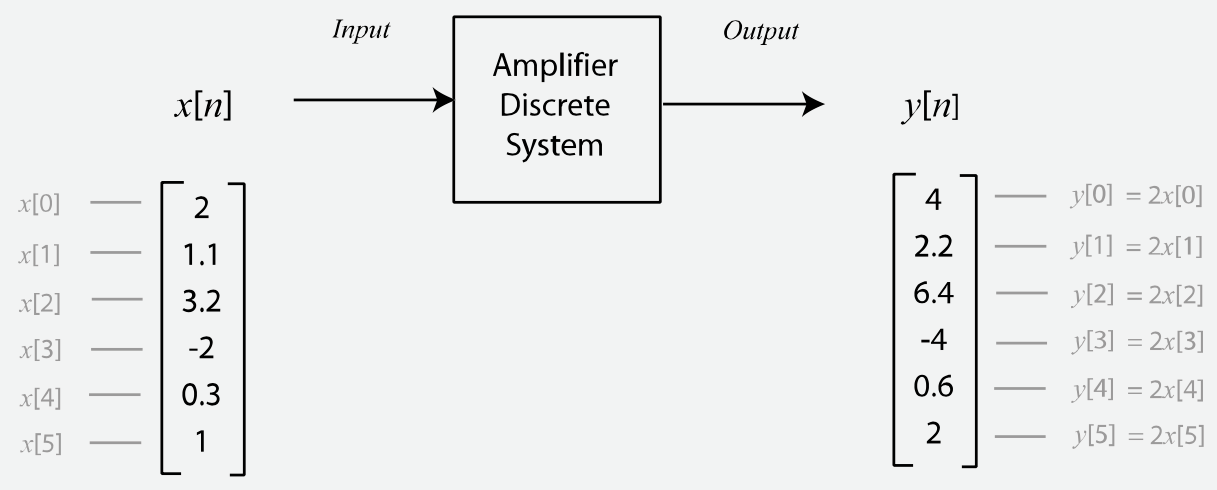 Input
Output
Amplifier
Discrete
System
x[n]
y[n]
x[0] 2
x[1] 1.1
x[2] 3.2
x[3] -2
x[4] 0.3
x[5] 1
4 y[0] = 2x[0]
2.2 y[1] = 2x[1]
6.4 y[2] = 2x[2]
-4 y[3] = 2x[3]
0.6 y[4] = 2x[4]
2 y[5] = 2x[5]